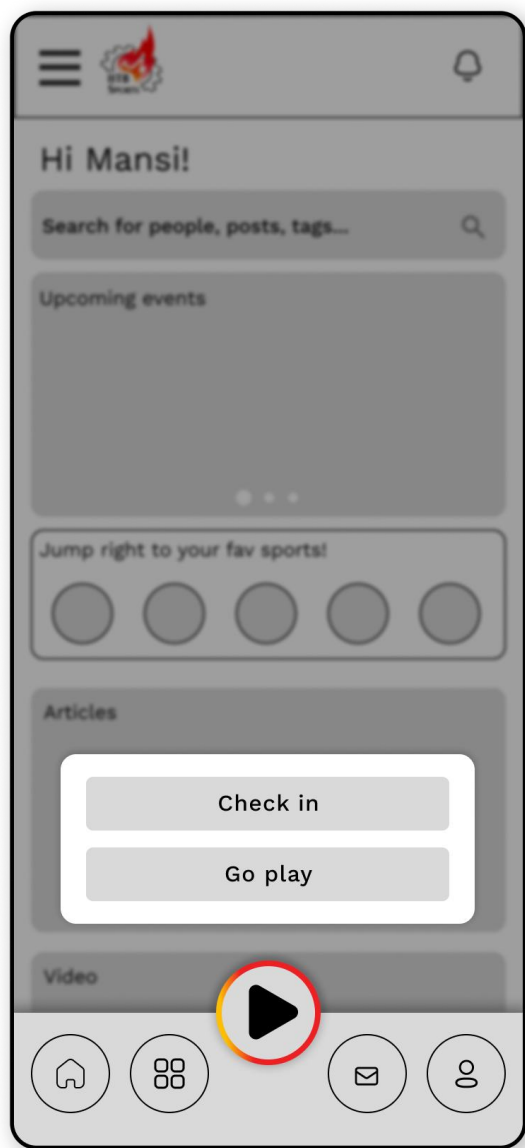 Hi Mansi!
Search for people, posts, tags...
Upcoming events
Jump right to your fav sports!
Articles
Check in
Go play
Video